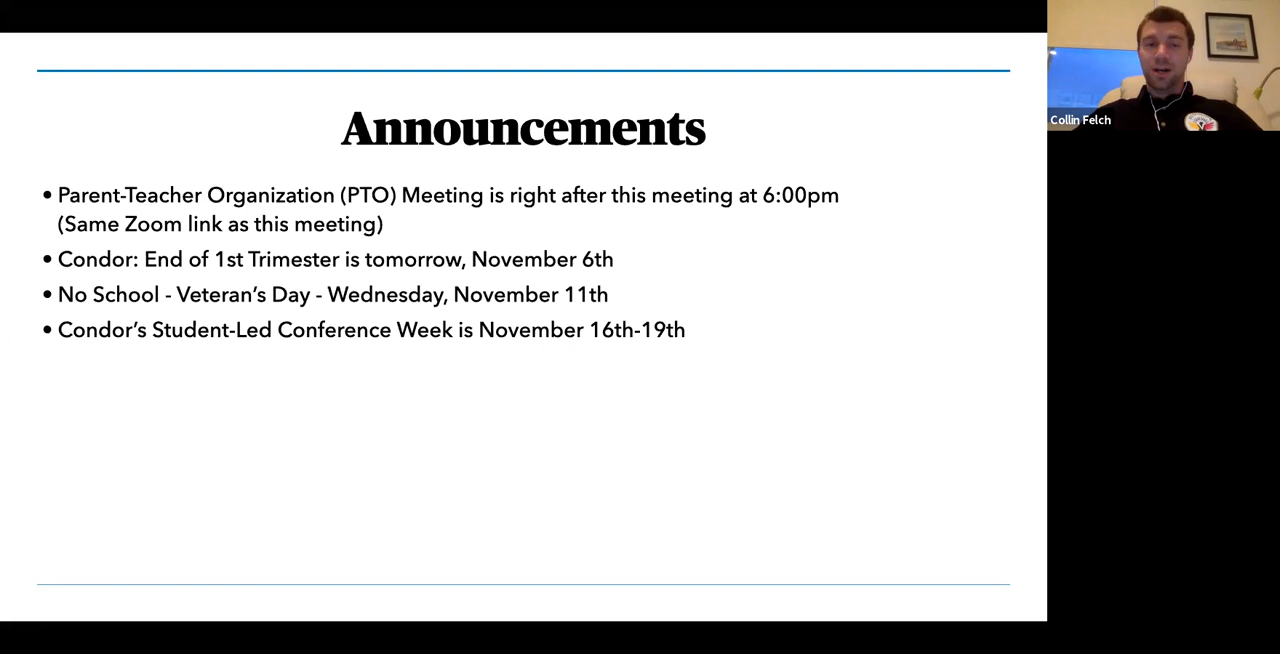 Announcements
• Parent-Teacher Organization (PTO) Meeting is right after this meeting at 6:00pm
(Same Zoom link as this meeting)
• Condor: End of 1st Trimester is tomorrow, November 6th
• No School - Veteran’s Day - Wednesday, November 11th
• Condor’s Student-Led Conference Week is November 16th-19th
Collin Felch